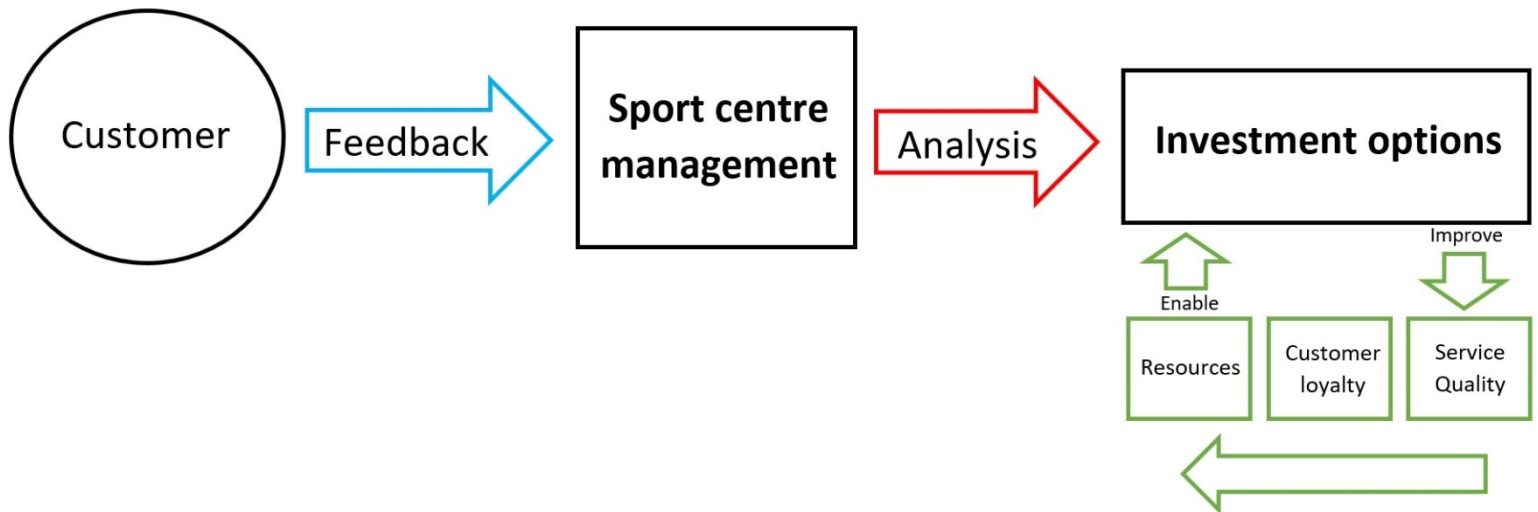 Customer
Feedback
Sport centre
management
Analysis
Investment options
Improve
Enable
Resources
Customer
loyalty
Service
Quality